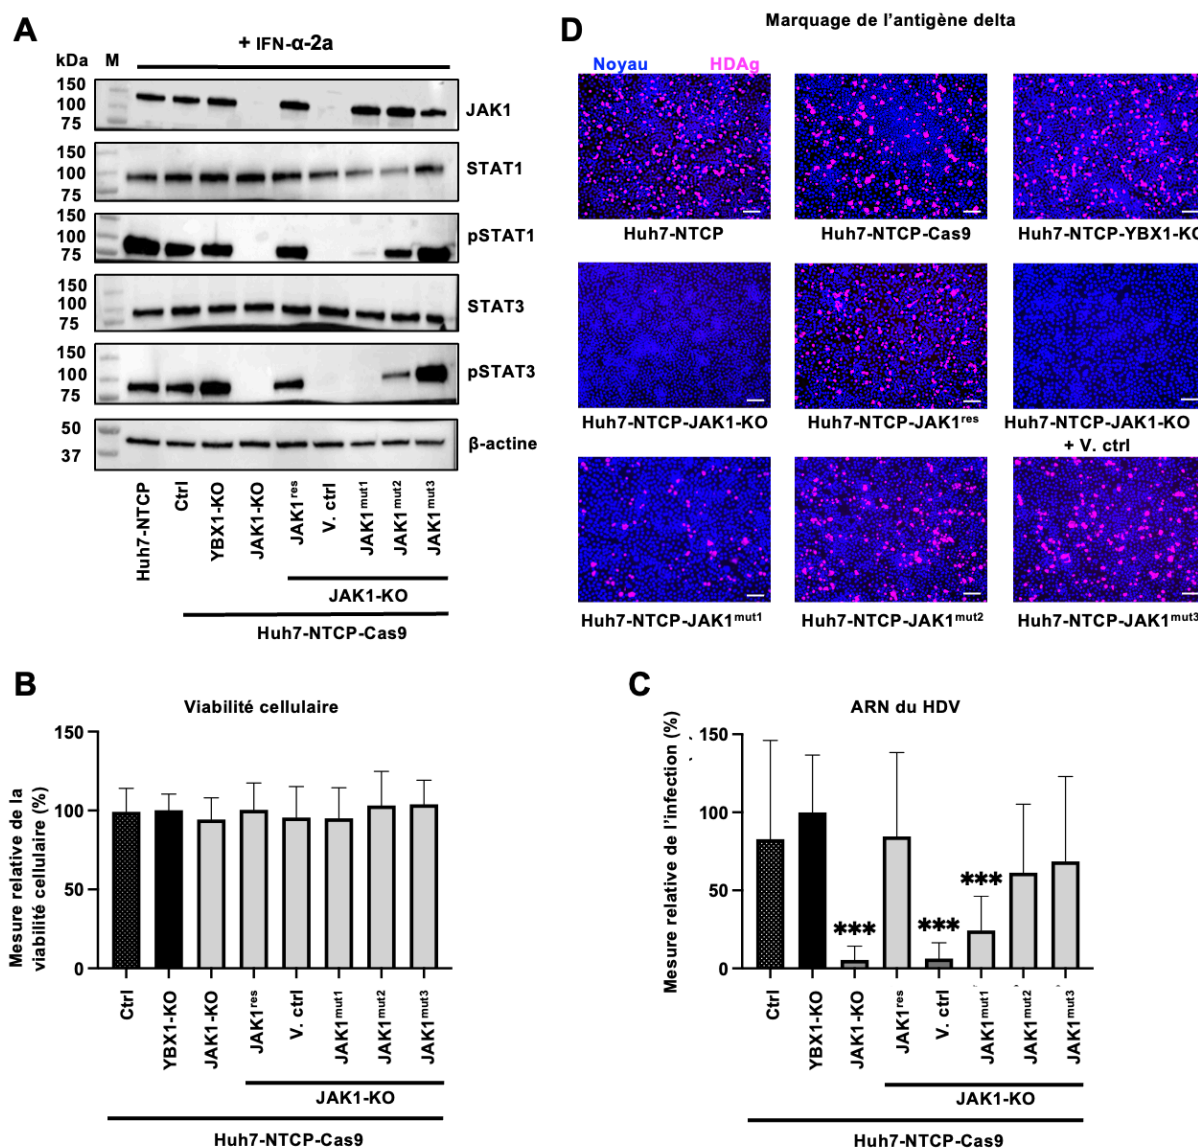 A
+ IFN-α-2a
kDa M
150
100
75
JAK1
150
100
75
STAT1
150
100
75
pSTAT1
150
100
75
STAT3
150
100
75
pSTAT3
50
37
β-actine
Huh7-NTCP
Ctrl
YBX1-KO
JAK1-KO
JAK1res
V. ctrl
JAK1mut1
JAK1mut2
JAK1mut3
JAK1-KO
Huh7-NTCP-Cas9
D
Marquage de l'antigène delta
Noyau HDAg
Huh7-NTCP
Huh7-NTCP-Cas9
Huh7-NTCP-YBX1-KO
Huh7-NTCP-JAK1-KO
Huh7-NTCP-JAK1res
Huh7-NTCP-JAK1-KO
+ V. ctrl
Huh7-NTCP-JAK1mut1
Huh7-NTCP-JAK1mut2
Huh7-NTCP-JAK1mut3
B
Viabilité cellulaire
Mesure relative de la
viabilité cellulaire (%)
150
100
50
0
Ctrl
YBX1-KO
JAK1-KO
JAK1res
V. ctrl
JAK1mut1
JAK1mut2
JAK1mut3
JAK1-KO
Huh7-NTCP-Cas9
C
ARN du HDV
Mesure relative de l'infection (%)
150
100
50
0
***
***
***
Ctrl
YBX1-KO
JAK1-KO
JAK1res
V. ctrl
JAK1mut1
JAK1mut2
JAK1mut3
JAK1-KO
Huh7-NTCP-Cas9